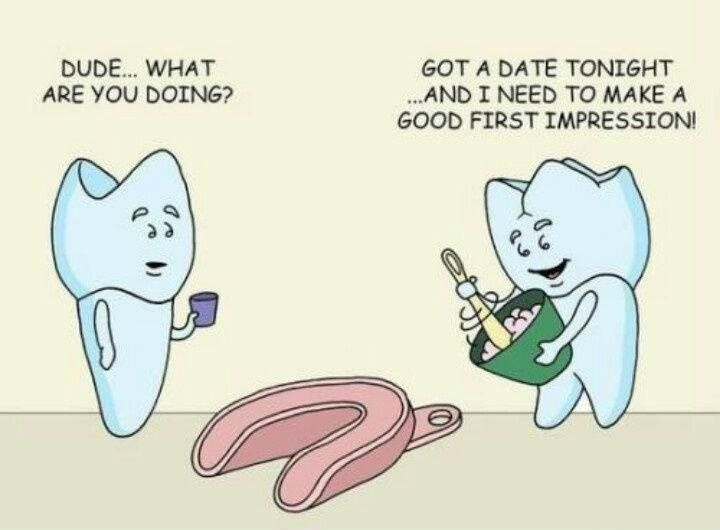 DUDE... WHAT
ARE YOU DOING?
GOT A DATE TONIGHT
...AND I NEED TO MAKE A
GOOD FIRST IMPRESSION!